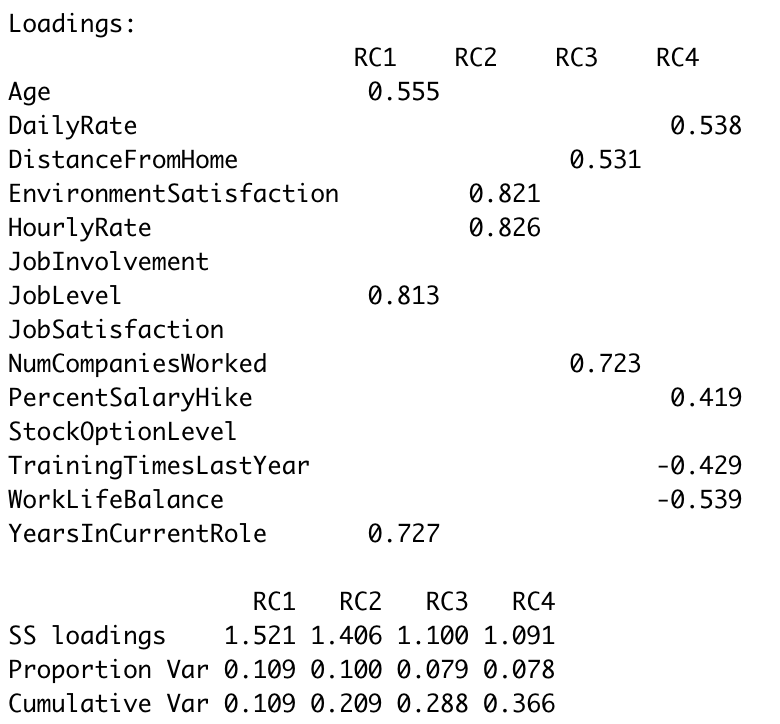 Loadings:
                       RC1    RC2    RC3    RC4
Age                     0.555
DailyRate                                    0.538
DistanceFromHome                      0.531
EnvironmentSatisfaction        0.821
HourlyRate                     0.826
JobInvolvement
JobLevel                0.813
JobSatisfaction
NumCompaniesWorked                    0.723
PercentSalaryHike                            0.419
StockOptionLevel
TrainingTimesLastYear                       -0.429
WorkLifeBalance                             -0.539
YearsInCurrentRole      0.727

                 RC1   RC2   RC3   RC4
SS loadings    1.521 1.406 1.100 1.091
Proportion Var 0.109 0.100 0.079 0.078
Cumulative Var 0.109 0.209 0.288 0.366